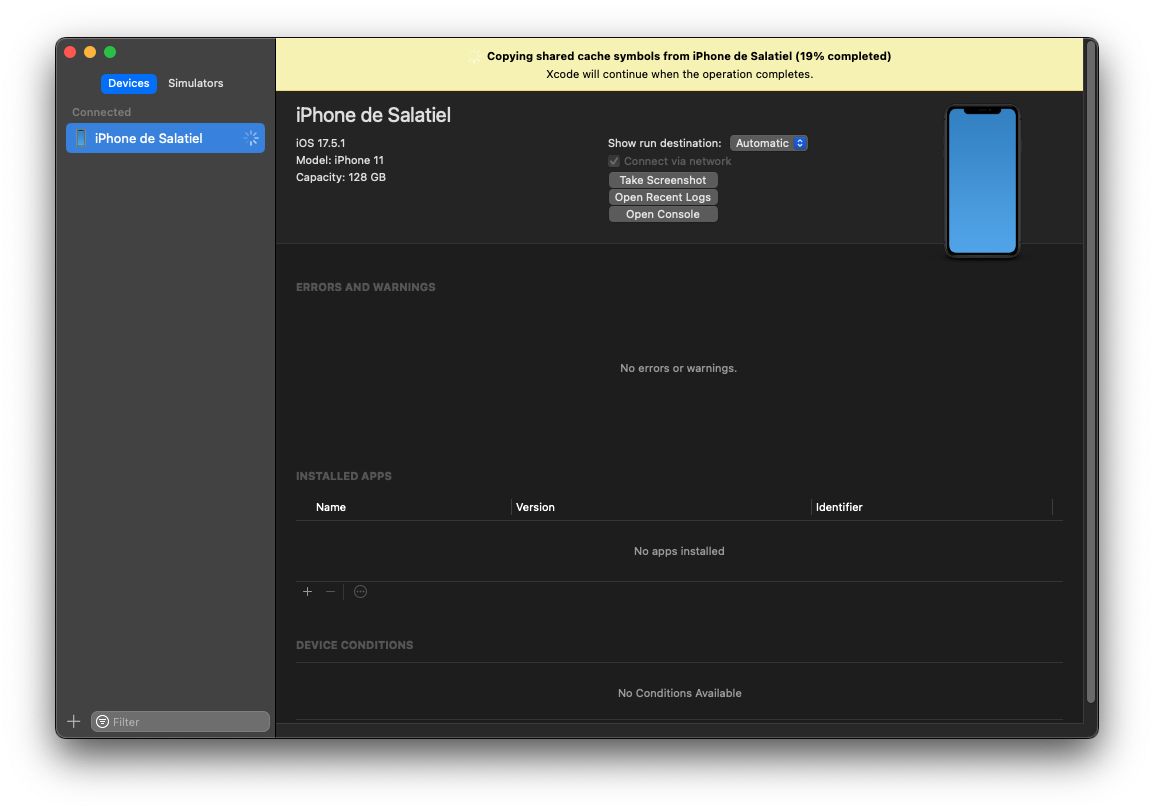 Copying shared cache symbols from iPhone de Salatiel (19% completed)
Xcode will continue when the operation completes.
Devices
Simulators
Connected
iPhone de Salatiel
iPhone de Salatiel
iOS 17.5.1
Model: iPhone 11
Capacity: 128 GB
Show run destination: Automatic
Connect via network
Take Screenshot
Open Recent Logs
Open Console
ERRORS AND WARNINGS
No errors or warnings.
INSTALLED APPS
Name Version Identifier
No apps installed
DEVICE CONDITIONS
No Conditions Available
Filter